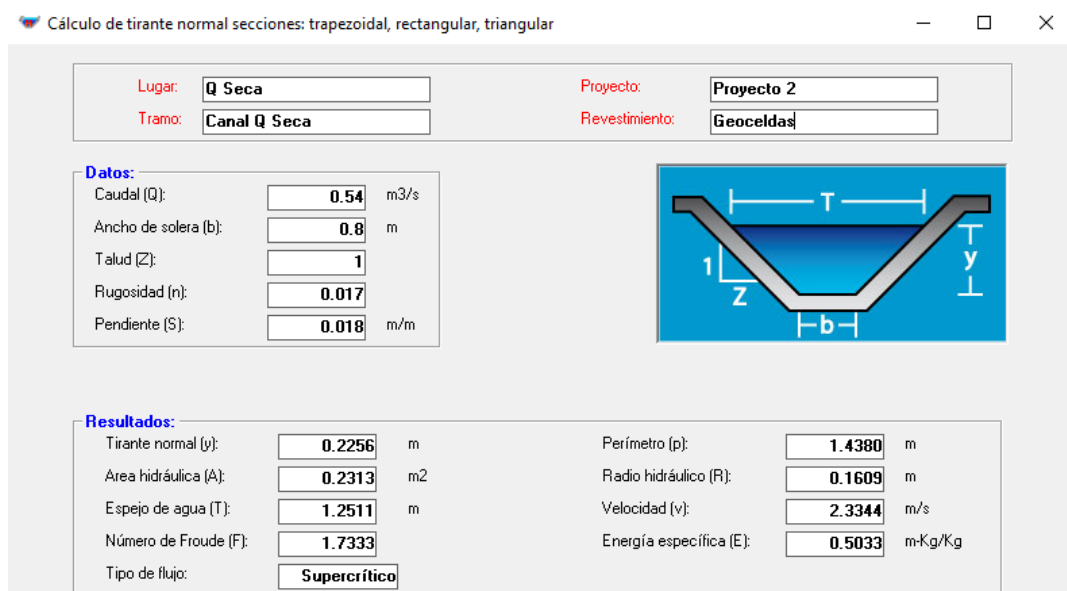 Cálculo de tirante normal secciones: trapezoidal, rectangular, triangular
Lugar: Q Seca Proyecto: Proyecto 2
Tramo: Canal Q Seca Revestimiento: Geoceldas
Datos:
Caudal (Q): 0.54 m3/s
Ancho de solera (b): 0.8 m
Talud (Z): 1
Rugosidad (n): 0.017
Pendiente (S): 0.018 m/m
T
1
Z
b
y
Resultados:
Tirante normal (y): 0.2256 m Perímetro (p): 1.4380 m
Area hidráulica (A): 0.2313 m2 Radio hidráulico (R): 0.1609 m
Espejo de agua (T): 1.2511 m Velocidad (v): 2.3344 m/s
Número de Froude (F): 1.7333 Energía específica (E): 0.5033 m-Kg/Kg
Tipo de flujo: Supercrítico